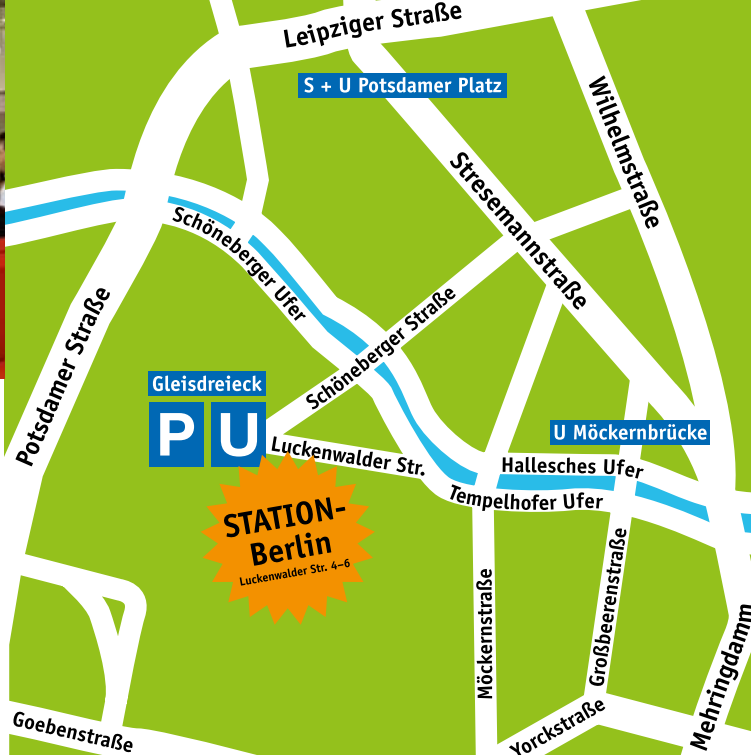 Leipziger Straße
S + U Potsdamer Platz
Wilhelmstraße
Stresemannstraße
Schöneberger Ufer
Schöneberger Straße
Potsdamer Straße
Gleisdreieck
P U
U Möckernbrücke
Luckenwalder Str.
Hallesches Ufer
Tempelhofer Ufer
STATION-
Berlin
Luckenwalder Str. 4–6
Großbeerenstraße
Möckernstraße
Mehringdamm
Yorckstraße
Goebenstraße